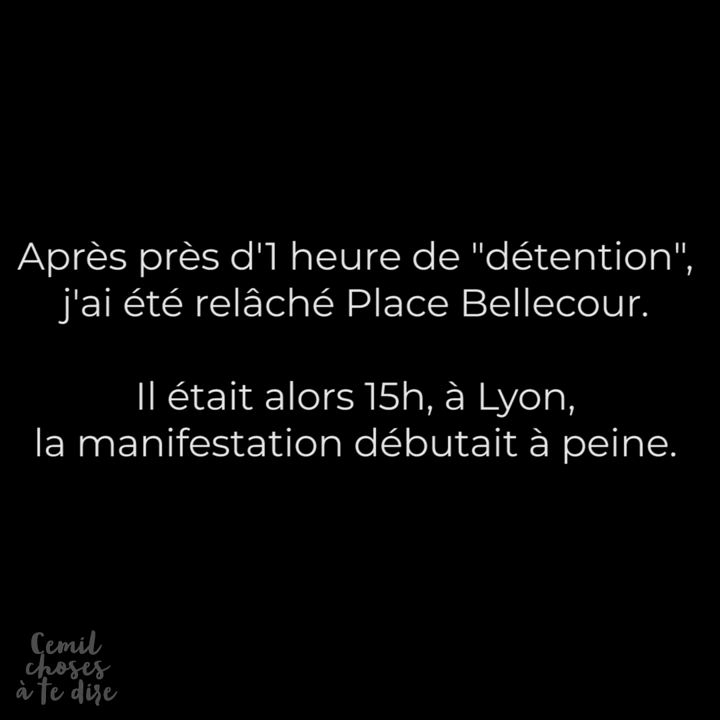 Après près d'1 heure de "détention",
j'ai été relâché Place Bellecour.
Il était alors 15h, à Lyon,
la manifestation débutait à peine.
Cemil
choses
à te dire